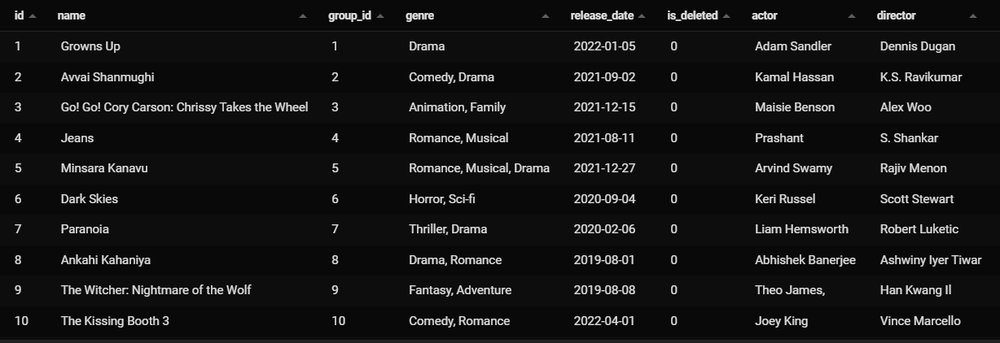 id name group_id genre release_date is_deleted actor director
1 Growns Up 1 Drama 2022-01-05 0 Adam Sandler Dennis Dugan
2 Avvai Shanmughi 2 Comedy, Drama 2021-09-02 0 Kamal Hassan K.S. Ravikumar
3 Go! Go! Cory Carson: Chrissy Takes the Wheel 3 Animation, Family 2021-12-15 0 Maisie Benson Alex Woo
4 Jeans 4 Romance, Musical 2021-08-11 0 Prashant S. Shankar
5 Minsara Kanavu 5 Romance, Musical, Drama 2021-12-27 0 Arvind Swamy Rajiv Menon
6 Dark Skies 6 Horror, Sci-fi 2020-09-04 0 Keri Russel Scott Stewart
7 Paranoia 7 Thriller, Drama 2020-02-06 0 Liam Hemsworth Robert Luketic
8 Ankahi Kahaniya 8 Drama, Romance 2019-08-01 0 Abhishek Banerjee Ashwiny Iyer Tiwar
9 The Witcher: Nightmare of the Wolf 9 Fantasy, Adventure 2019-08-08 0 Theo James, Han Kwang Il
10 The Kissing Booth 3 10 Comedy, Romance 2022-04-01 0 Joey King Vince Marcello